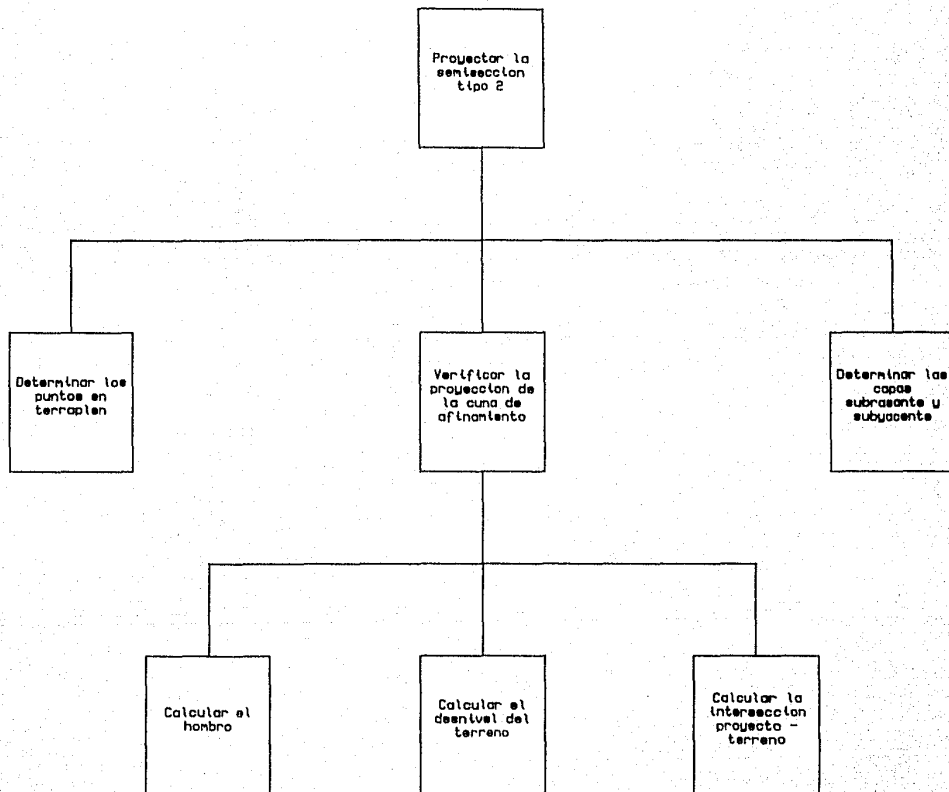 Proyectar la
semiseccion
tipo 2
Determinar los
puntos en
terraplen
Verificar la
proyeccion de
la cuna de
afinamiento
Determinar las
capas
subrasante y
subyacente
Calcular el
hombro
Calcular el
desnivel del
terreno
Calcular la
interseccion
proyecto -
terreno